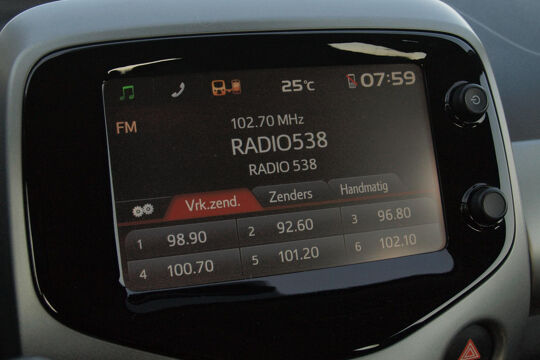 25°C
07:59
FM
102.70 MHz
RADIO538
RADIO 538
Vrk.zend. Zenders Handmatig
1 98.90 2 92.60 3 96.80
4 100.70 5 101.20 6 102.10